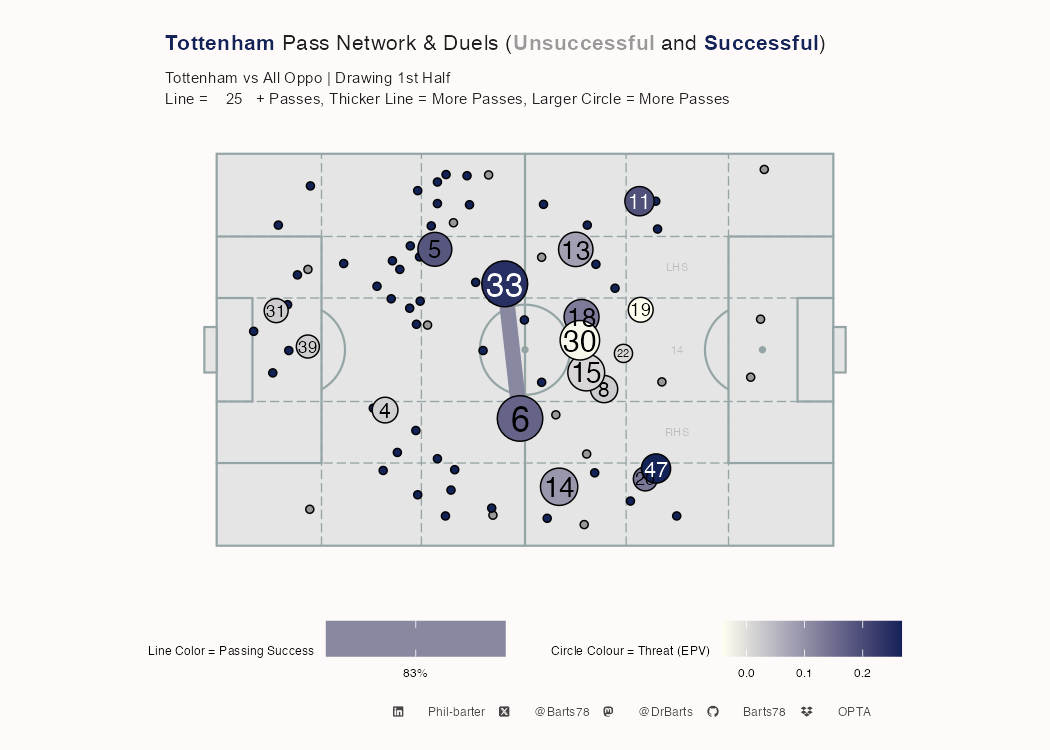 Tottenham Pass Network & Duels (Unsuccessful and Successful)
Tottenham vs All Oppo | Drawing 1st Half
Line = 25 + Passes, Thicker Line = More Passes, Larger Circle = More Passes
11
5
13
LHS
33
31
18
19
30
39
22
14
15
8
4
6
RHS
47
14
Line Color = Passing Success
83%
Circle Colour = Threat (EPV)
0.0 0.1 0.2
Phil-barter @Barts78 @DrBarts Barts78 OPTA